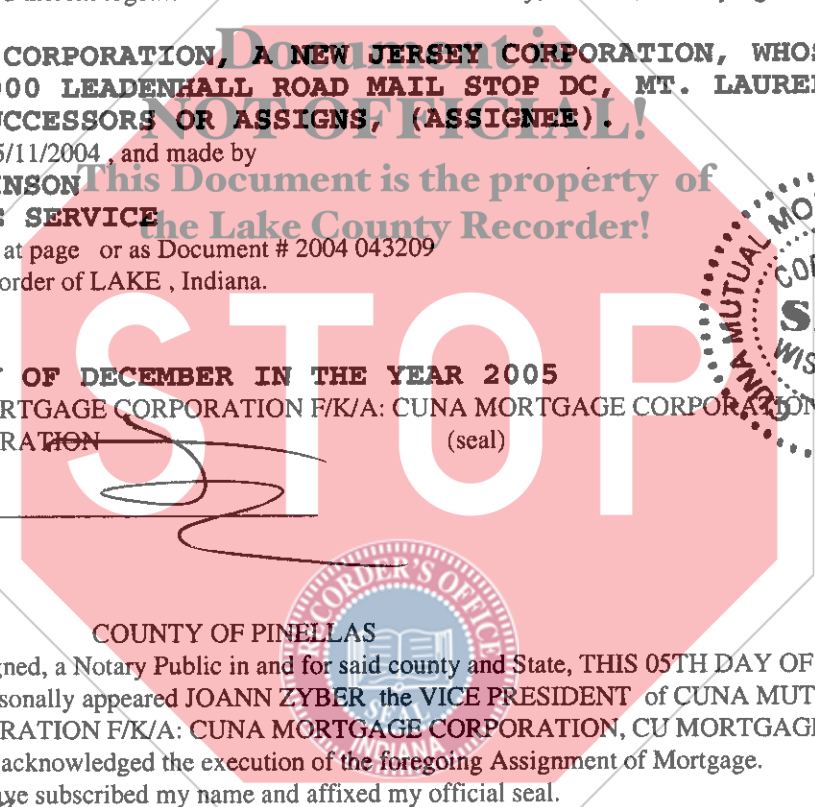 CORPORATION, A NEW JERSEY CORPORATION, WHOS
000 LEADENHALL ROAD MAIL STOP DC, MT. LAUREL
UCCESSORS OR ASSIGNS, (ASSIGNEE).
5/11/2004 , and made by
INSON
SERVICE
at page or as Document # 2004 043209
order of LAKE , Indiana.
Document is
NOT OFFICIAL!
This Document is the property of
the Lake County Recorder!
STOP
OF DECEMBER IN THE YEAR 2005
RTGAGE CORPORATION F/K/A: CUNA MORTGAGE CORPORATION
RATION (seal)
CUNA MUTUAL MO
COR
WIS
RECORDER'S OFFICE
SEAL
INDIANA
COUNTY OF PINELLAS
gned, a Notary Public in and for said county and State, THIS 05TH DAY OF
sonally appeared JOANN ZYBER the VICE PRESIDENT of CUNA MUT
RATION F/K/A: CUNA MORTGAGE CORPORATION, CU MORTGAGE
acknowledged the execution of the foregoing Assignment of Mortgage.
ave subscribed my name and affixed my official seal.